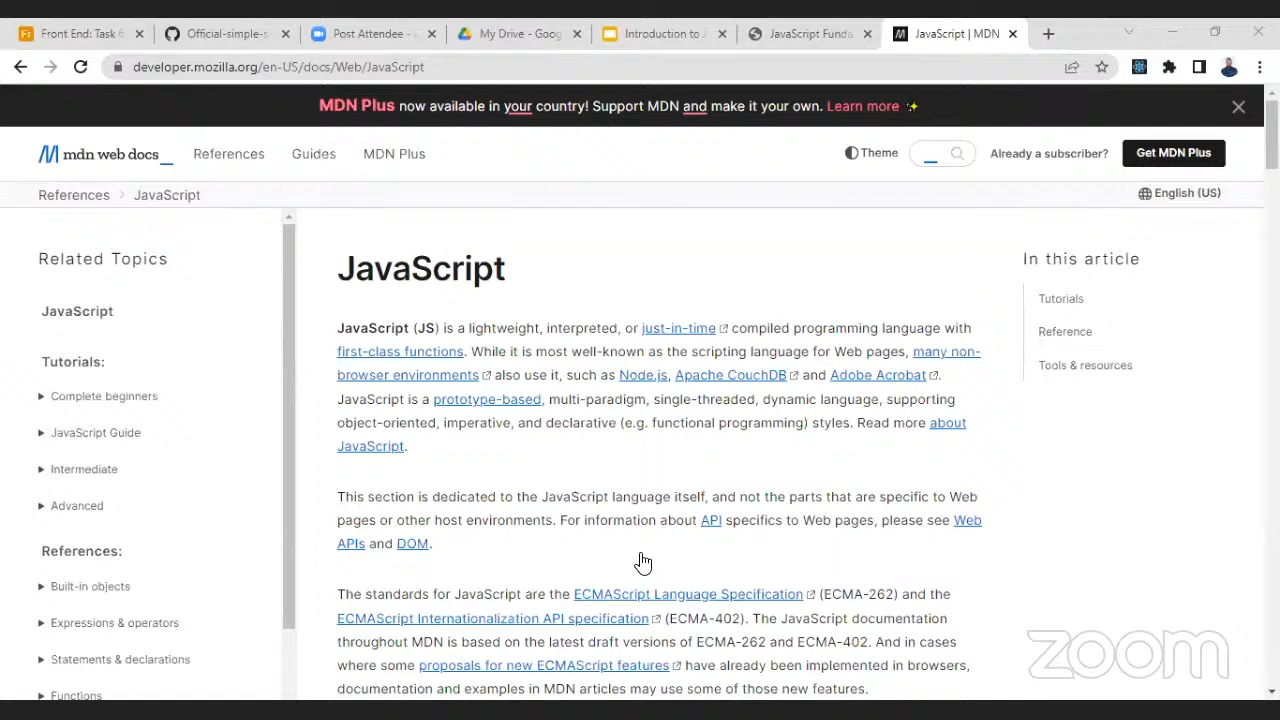 Front End: Task 6
Official-simple-s
Post Attendee -
My Drive - Goog
Introduction to J
JavaScript Funda
JavaScript | MDN
developer.mozilla.org/en-US/docs/Web/JavaScript
MDN Plus now available in your country! Support MDN and make it your own. Learn more ✨
mdn web docs_
References
Guides
MDN Plus
Theme
Already a subscriber?
Get MDN Plus
References > JavaScript
English (US)
Related Topics
JavaScript
Tutorials:
Complete beginners
JavaScript Guide
Intermediate
Advanced
References:
Built-in objects
Expressions & operators
Statements & declarations
Functions
JavaScript
JavaScript (JS) is a lightweight, interpreted, or just-in-time compiled programming language with
first-class functions. While it is most well-known as the scripting language for Web pages, many non-
browser environments also use it, such as Node.js, Apache CouchDB and Adobe Acrobat.
JavaScript is a prototype-based, multi-paradigm, single-threaded, dynamic language, supporting
object-oriented, imperative, and declarative (e.g. functional programming) styles. Read more about
JavaScript.
This section is dedicated to the JavaScript language itself, and not the parts that are specific to Web
pages or other host environments. For information about API specifics to Web pages, please see Web
APIs and DOM.
The standards for JavaScript are the ECMAScript Language Specification (ECMA-262) and the
ECMAScript Internationalization API specification (ECMA-402). The JavaScript documentation
throughout MDN is based on the latest draft versions of ECMA-262 and ECMA-402. And in cases
where some proposals for new ECMAScript features have already been implemented in browsers,
documentation and examples in MDN articles may use some of those new features.
In this article
Tutorials
Reference
Tools & resources
zoom